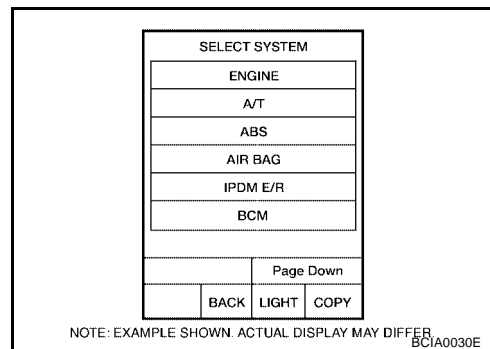 SELECT SYSTEM
ENGINE
A/T
ABS
AIR BAG
IPDM E/R
BCM
Page Down
BACK LIGHT COPY
NOTE: EXAMPLE SHOWN. ACTUAL DISPLAY MAY DIFFER.
BCIA0030E